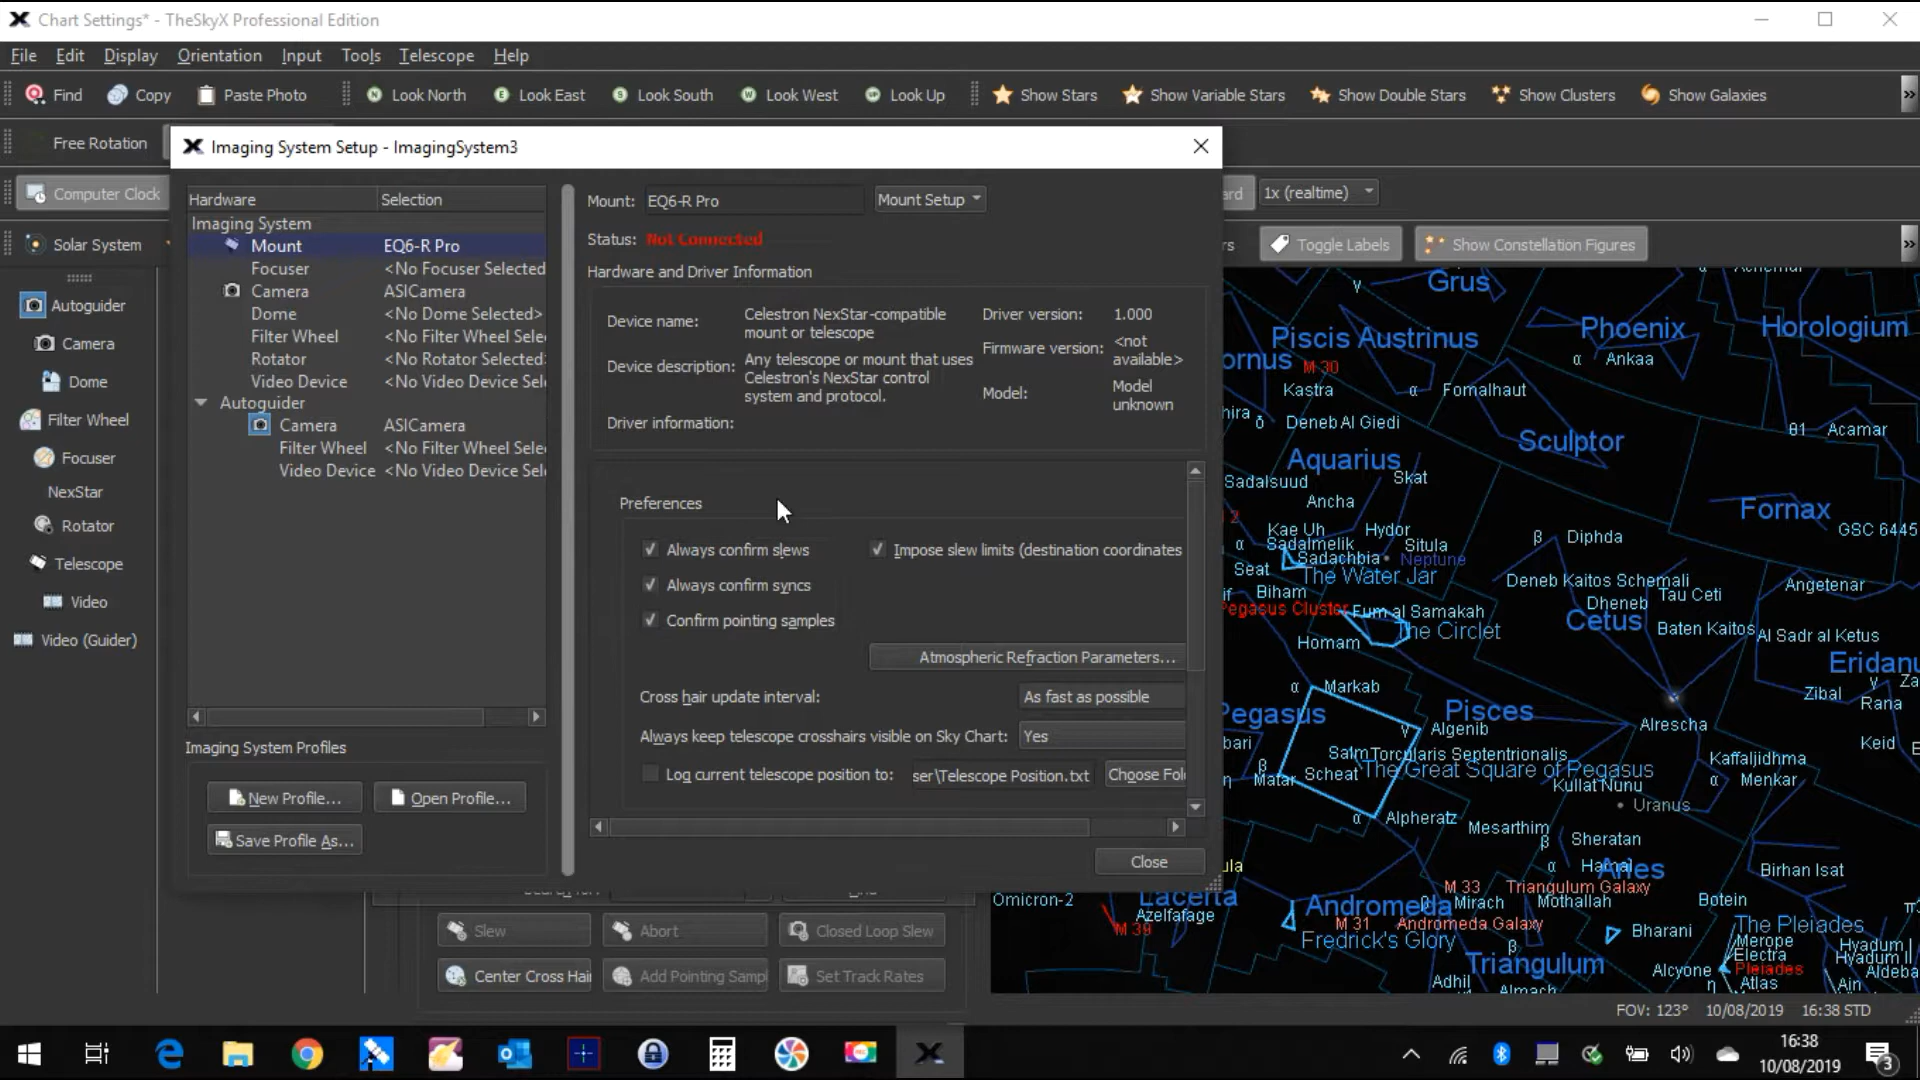 Chart Settings* - TheSkyX Professional Edition
File Edit Display Orientation Input Tools Telescope Help
Find Copy Paste Photo Look North Look East Look South Look West Look Up Show Stars Show Variable Stars Show Double Stars Show Clusters Show Galaxies
Free Rotation
Imaging System Setup - ImagingSystem3
Computer Clock
1x (realtime)
Solar System
Toggle Labels
Show Constellation Figures
Autoguider
Camera
Dome
Filter Wheel
Focuser
NexStar
Rotator
Telescope
Video
Video (Guider)
Hardware Selection
Imaging System
Mount EQ6-R Pro
Focuser <No Focuser Selected
Camera ASICamera
Dome <No Dome Selected>
Filter Wheel <No Filter Wheel Sele
Rotator <No Rotator Selected>
Video Device <No Video Device Sel
Autoguider
Camera ASICamera
Filter Wheel <No Filter Wheel Sele
Video Device <No Video Device Sel
Imaging System Profiles
New Profile...
Open Profile...
Save Profile As...
Mount: EQ6-R Pro
Mount Setup
Status: Not Connected
Hardware and Driver Information
Device name: Celestron NexStar-compatible
mount or telescope
Device description: Any telescope or mount that uses
Celestron's NexStar control
system and protocol.
Driver information:
Driver version: 1.000
Firmware version: <not
available>
Model: Model
unknown
Preferences
Always confirm slews
Impose slew limits (destination coordinates
Always confirm syncs
Confirm pointing samples
Atmospheric Refraction Parameters...
Cross hair update interval: As fast as possible
Always keep telescope crosshairs visible on Sky Chart: Yes
Log current telescope position to: ser\Telescope Position.txt Choose Fol
Close
Slew
Abort
Closed Loop Slew
Center Cross Hai
Add Pointing Sampl
Set Track Rates
Grus
γ
Piscis Austrinus
Phoenix
Horologium
α Ankaa
M 30
Kastra
α Fomalhaut
δ Deneb Al Giedi
Sculptor
θ1 Acamar
Aquarius
Sadalsuud
Skat
Ancha
Fornax
GSC 6445
Kae Uh
Hydor
β Diphda
α Sadalmelik
Situla
Sadachbia
Neptune
Seat
The Water Jar
Deneb Kaitos Schemali
Angetenar
Biham
Dheneb
Tau Ceti
Pegasus Cluster
Fum al Samakah
The Circlet
Cetus
Baten Kaitos
Al Sadr al Ketus
Homam
Eridanu
α Markab
Zibal
γ
Rana
Pegasus
Pisces
γ Algenib
Alrescha
Keid
Salm
Torcularis Septentrionalis
Kaffaljidhma
β Scheat
The Great Square of Pegasus
α Menkar
η Matar
Kullat Nunu
Uranus
α Alpheratz
Mesarthim
β Sheratan
α Hamal
Aries
Birhan Isat
Omicron-2
Lacerta
M 33 Triangulum Galaxy
Azelfafage
Andromeda
β Mirach
Mothallah
Botein
M 39
M 31 Andromeda Galaxy
Fredrick's Glory
Bharani
The Pleiades
β
Merope
Hyadum I
Electra
Hyadum II
Triangulum
Alcyone
Pleiades
Adhil
Almach
η Atlas
Ain
FOV: 123° 10/08/2019 16:38 STD
16:38
10/08/2019
3